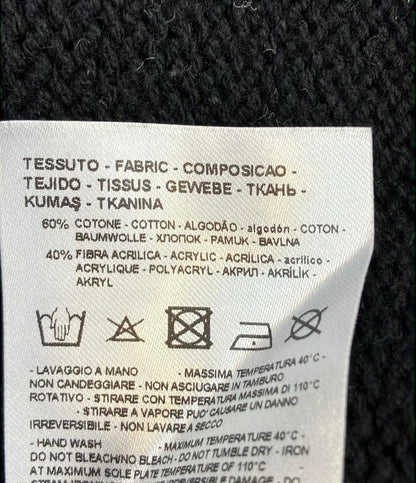 TESSUTO - FABRIC - COMPOSICAO -
TEJIDO - TISSUS - GEWEBE - ТКАНЬ -
KUMAŞ - TKANINA
60% COTONE - COTTON - ALGODÃO - algodón - COTON -
BAUMWOLLE - ХЛОПОК - PAMUK - BAVLNA
40% FIBRA ACRILICA - ACRYLIC - ACRÍLICA - acrílico -
ACRYLIQUE - POLYACRYL - АКРИЛ - AKRİLİK -
AKRYL
- LAVAGGIO A MANO - MASSIMA TEMPERATURA 40°C -
NON CANDEGGIARE - NON ASCIUGARE IN TAMBURO
ROTATIVO - STIRARE CON TEMPERATURA MASSIMA DI 110°C
- STIRARE A VAPORE PUO' CAUSARE UN DANNO
IRREVERSIBILE - NON LAVARE A SECCO
- HAND WASH - MAXIMUM TEMPERATURE 40°C -
DO NOT BLEACH/NO BLEACH - DO NOT TUMBLE DRY - IRON
AT MAXIMUM SOLE PLATE TEMPERATURE OF 110°C